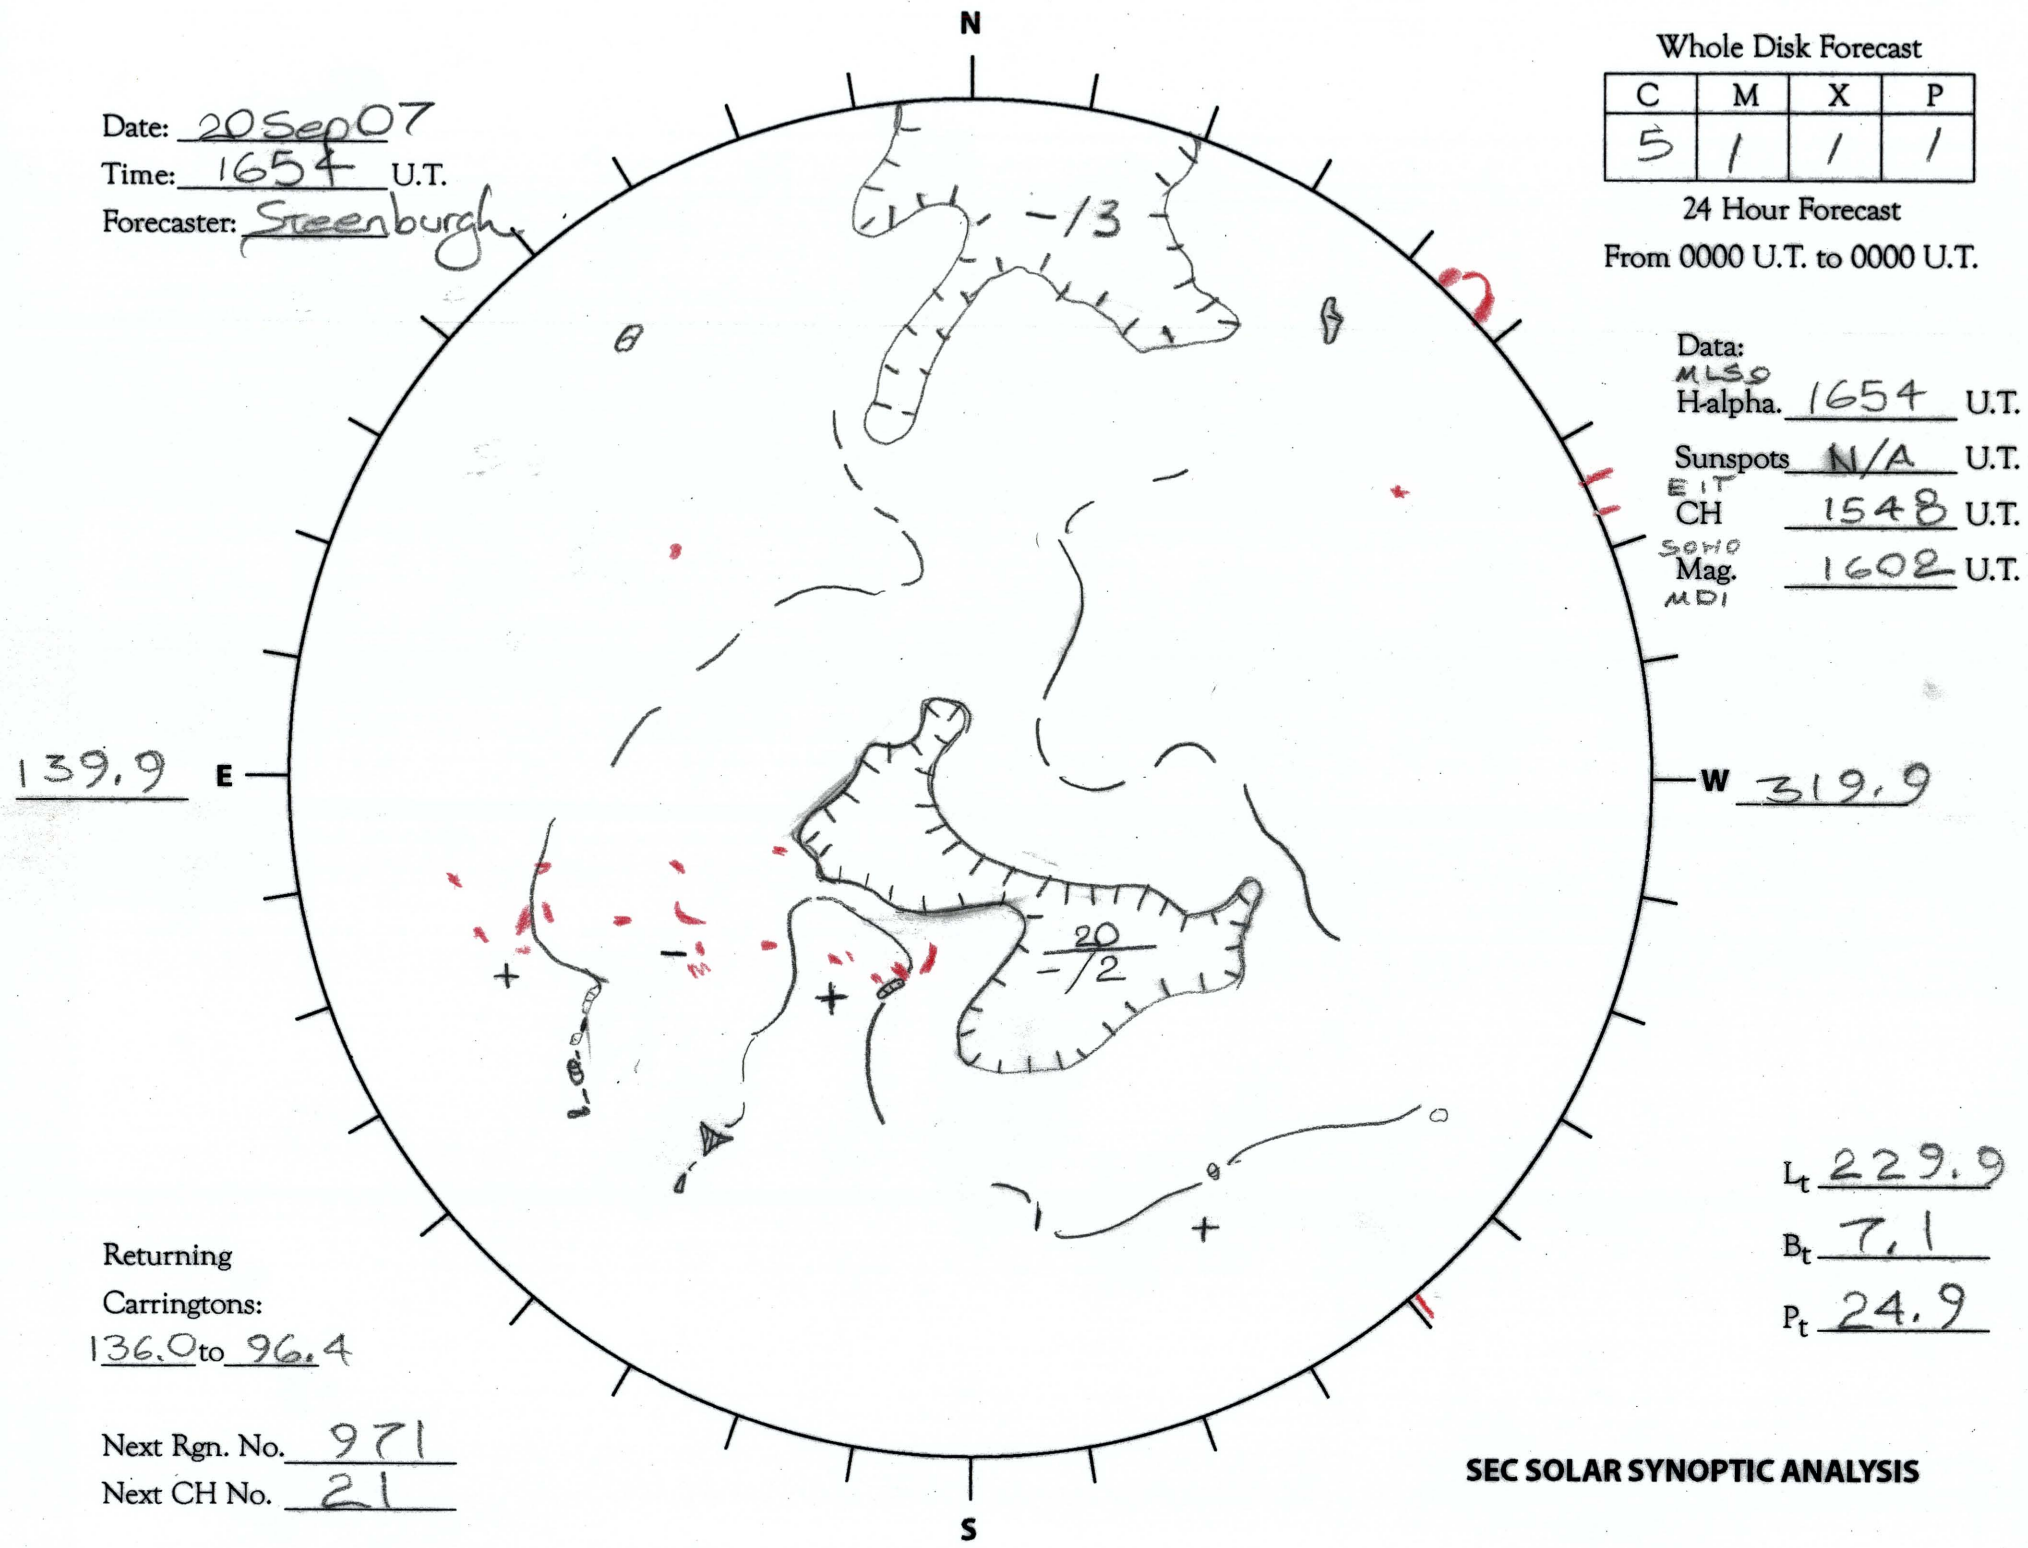 N
Whole Disk Forecast
C M X P
5 1 1 1
24 Hour Forecast
From 0000 U.T. to 0000 U.T.
Date: 20Sep07
Time: 1654 U.T.
Forecaster: Steenburgh
-/3
Data:
MLSO
H-alpha. 1654 U.T.
Sunspots N/A U.T.
EIT
CH 1548 U.T.
SOHO
Mag. 1602 U.T.
MDI
139.9 E
W 319.9
20
-/2
+
-
+
+
Lt 229.9
Bt 7.1
Pt 24.9
Returning
Carringtons:
136.0 to 96.4
Next Rgn. No. 971
Next CH No. 21
SEC SOLAR SYNOPTIC ANALYSIS
S